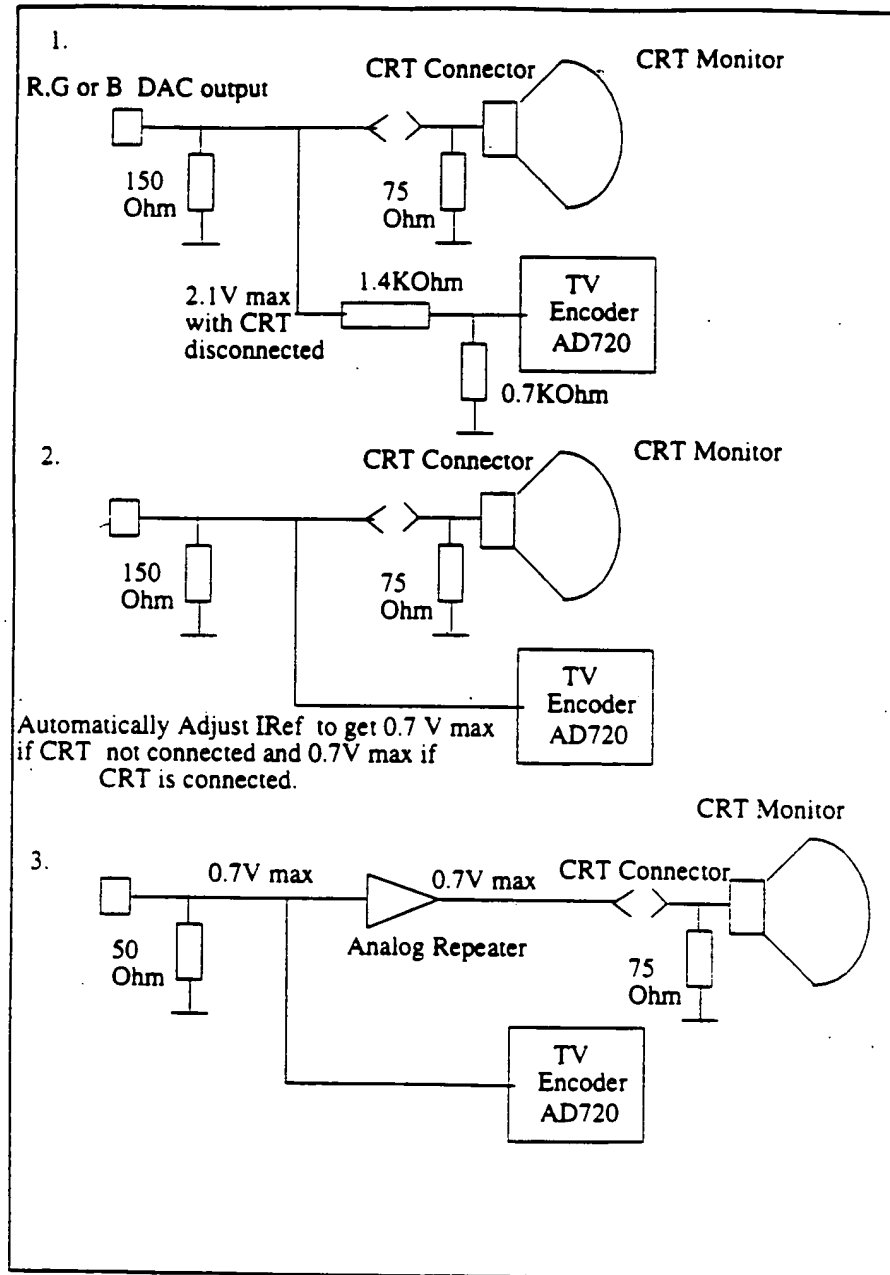 1.
CRT Connector
CRT Monitor
R,G or B DAC output
150
Ohm
75
Ohm
1.4KOhm
2.1V max
with CRT
disconnected
TV
Encoder
AD720
0.7KOhm
2.
CRT Connector
CRT Monitor
150
Ohm
75
Ohm
TV
Encoder
AD720
Automatically Adjust IRef to get 0.7 V max
if CRT not connected and 0.7V max if
CRT is connected.
CRT Monitor
3.
0.7V max
0.7V max
CRT Connector
50
Ohm
Analog Repeater
75
Ohm
TV
Encoder
AD720